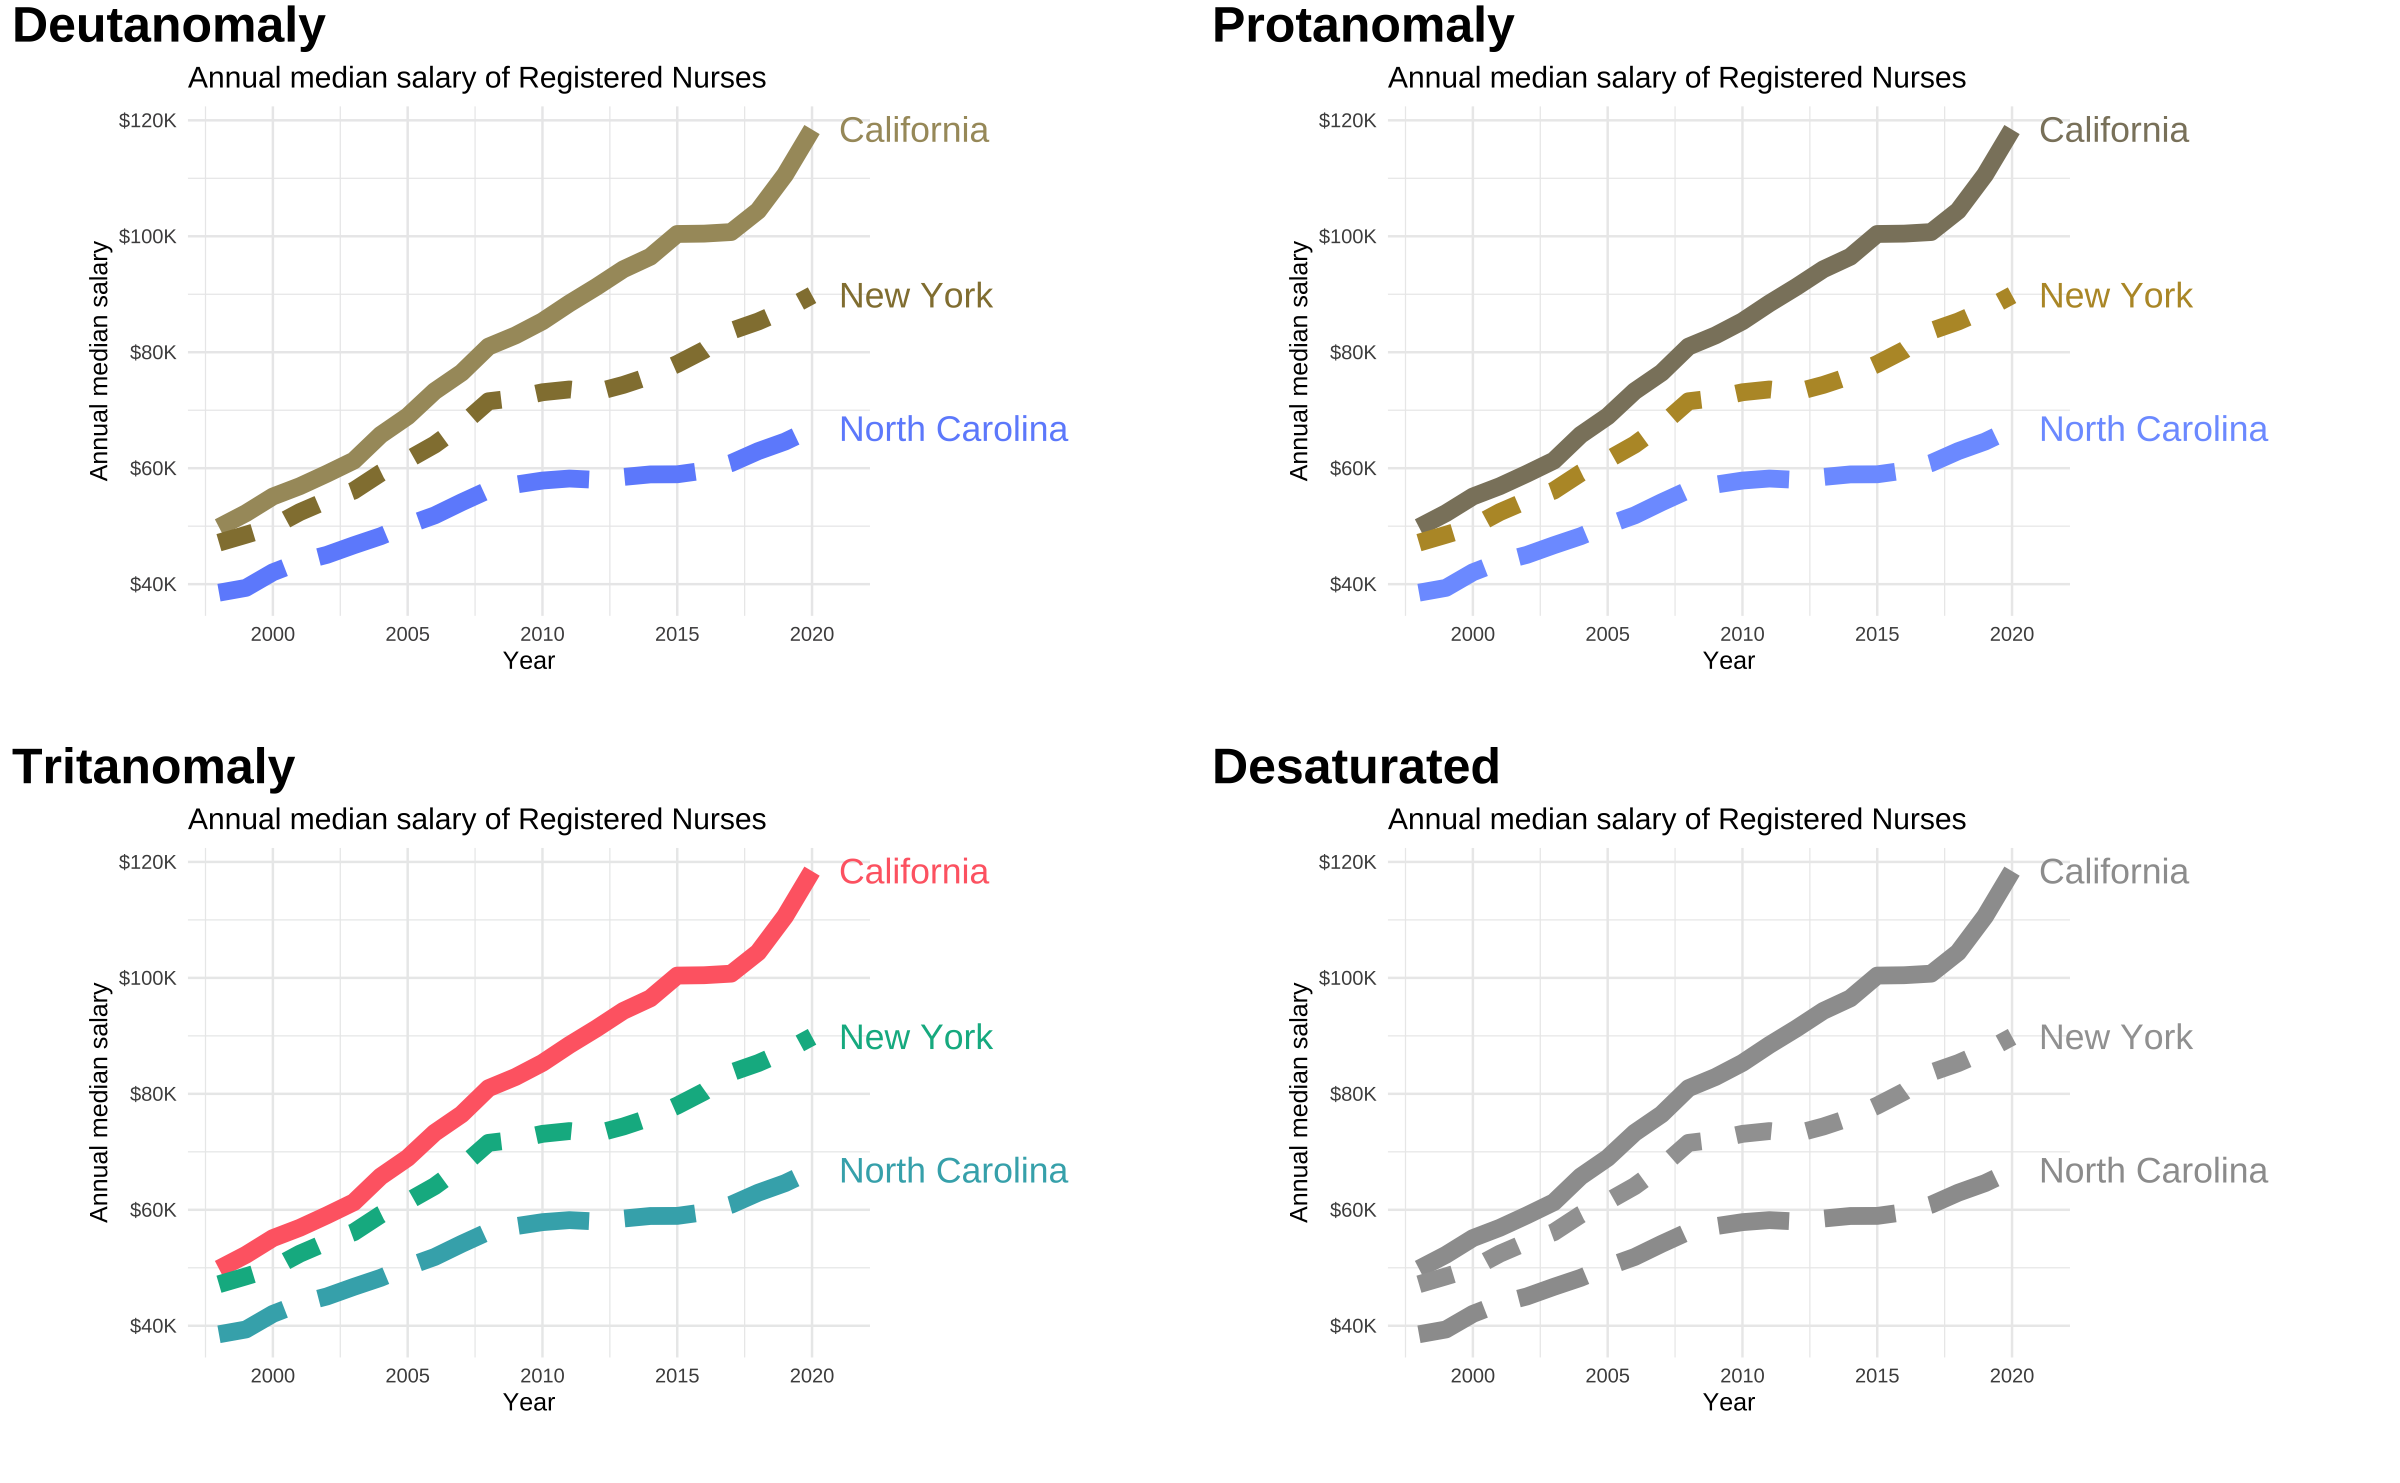 Deutanomaly
Annual median salary of Registered Nurses
$120K
$100K
$80K
$60K
$40K
Annual median salary
California
New York
North Carolina
2000 2005 2010 2015 2020
Year
Protanomaly
Annual median salary of Registered Nurses
$120K
$100K
$80K
$60K
$40K
Annual median salary
California
New York
North Carolina
2000 2005 2010 2015 2020
Year
Tritanomaly
Annual median salary of Registered Nurses
$120K
$100K
$80K
$60K
$40K
Annual median salary
California
New York
North Carolina
2000 2005 2010 2015 2020
Year
Desaturated
Annual median salary of Registered Nurses
$120K
$100K
$80K
$60K
$40K
Annual median salary
California
New York
North Carolina
2000 2005 2010 2015 2020
Year